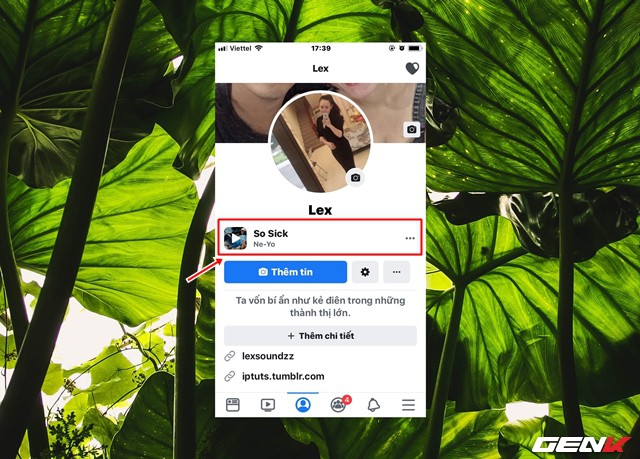 Viettel 17:39
Lex
Lex
So Sick
Ne-Yo
Thêm tin
Ta vốn bí ẩn như kẻ điên trong những
thành thị lớn.
+ Thêm chi tiết
lexsoundzz
iptuts.tumblr.com
4
GENK